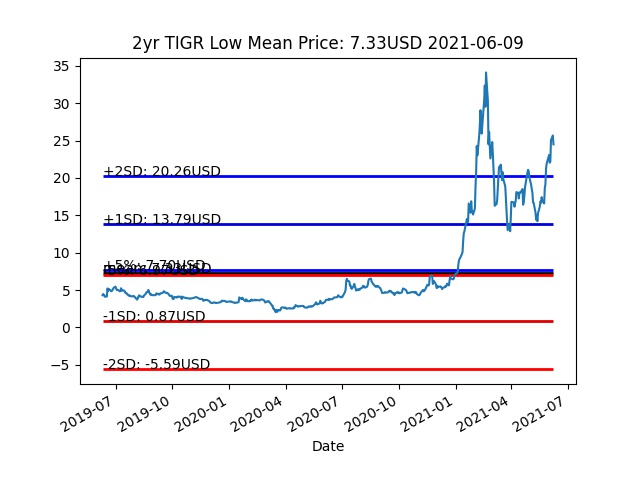 2yr TIGR Low Mean Price: 7.33USD 2021-06-09
35
30
25
20
15
10
5
0
−5
+2SD: 20.26USD
+1SD: 13.79USD
+5%: 7.70USD
-1SD: 0.87USD
-2SD: -5.59USD
2019-07
2019-10
2020-01
2020-04
2020-07
2020-10
2021-01
2021-04
2021-07
Date